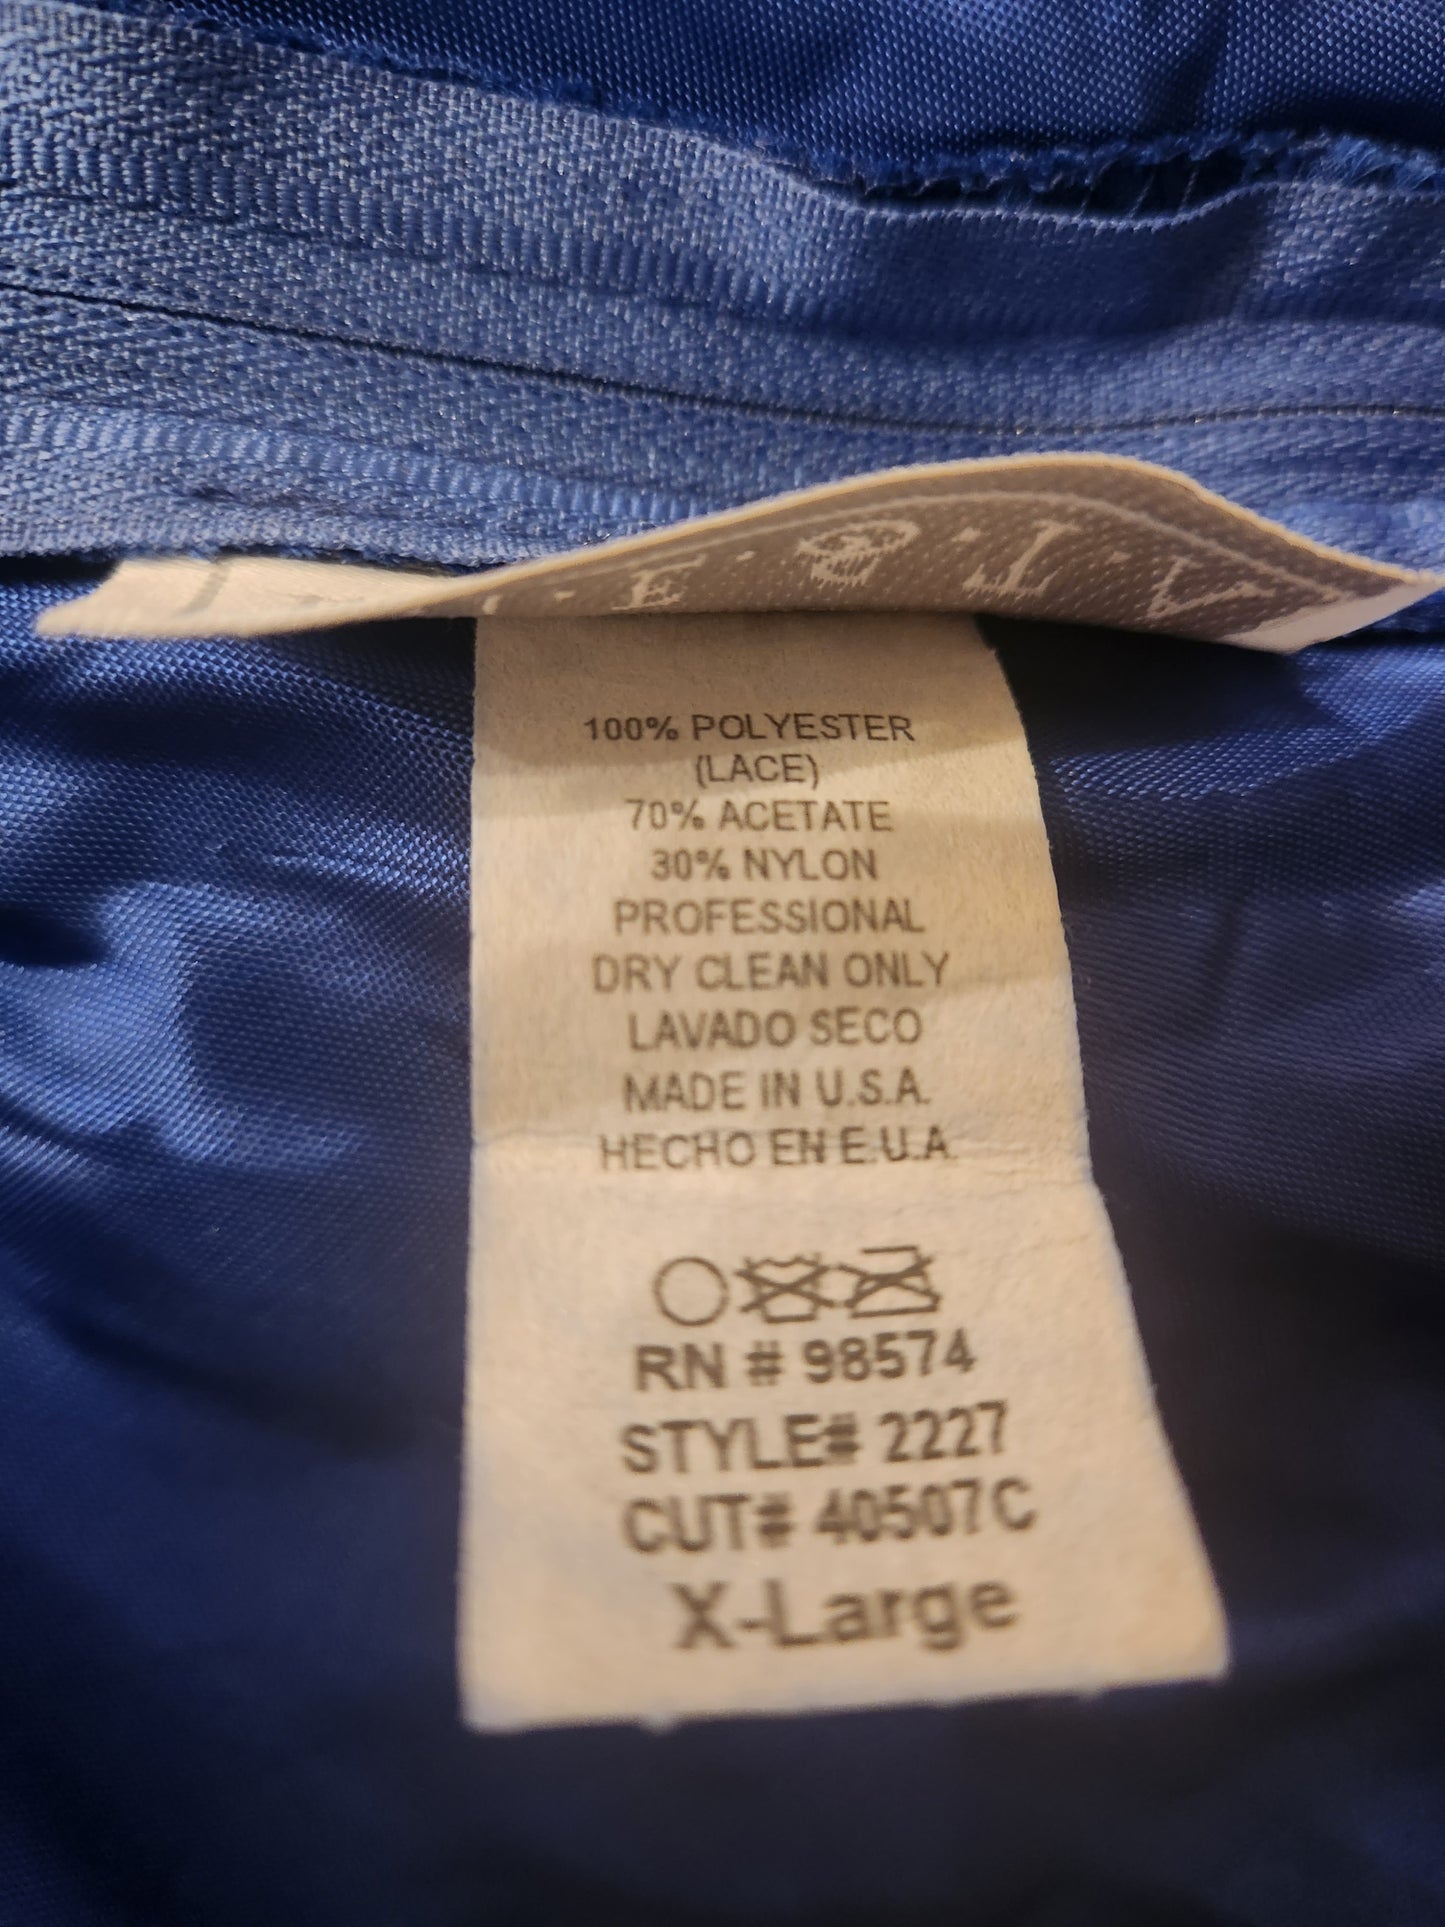 100% POLYESTER
(LACE)
70% ACETATE
30% NYLON
PROFESSIONAL
DRY CLEAN ONLY
LAVADO SECO
MADE IN U.S.A.
HECHO EN E.U.A.
RN # 98574
STYLE# 2227
CUT# 40507C
X-Large